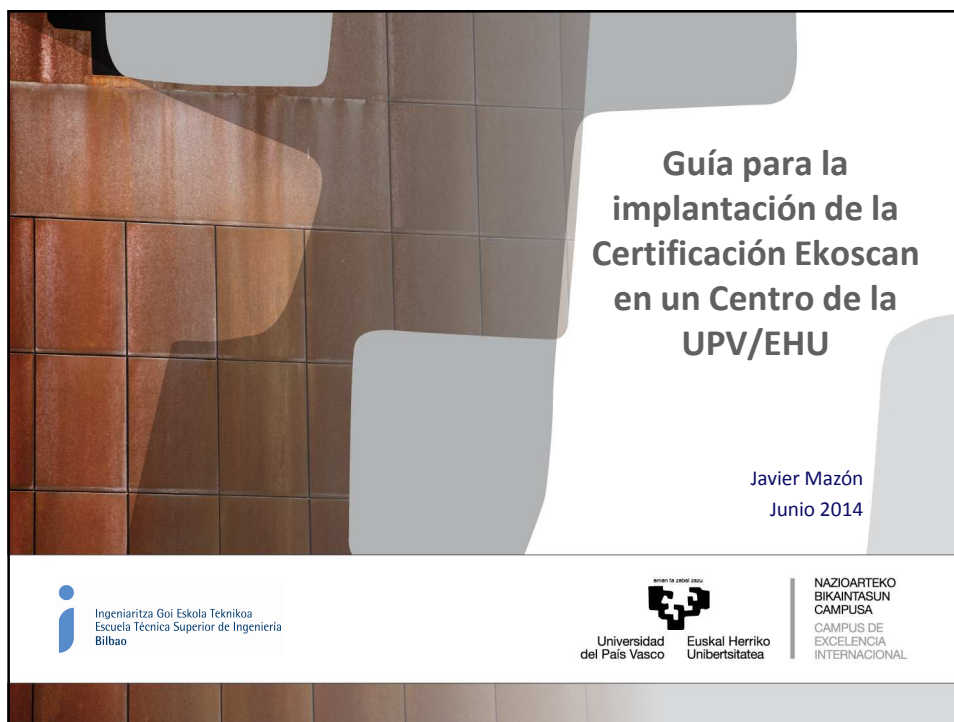 Guía para la
implantación de la
Certificación Ekoscan
en un Centro de la
UPV/EHU
Javier Mazón
Junio 2014
Ingeniaritza Goi Eskola Teknikoa
Escuela Técnica Superior de Ingeniería
Bilbao
eman ta zabal zazu
Universidad
del País Vasco
Euskal Herriko
Unibertsitatea
NAZIOARTEKO
BIKAINTASUN
CAMPUSA
CAMPUS DE
EXCELENCIA
INTERNACIONAL